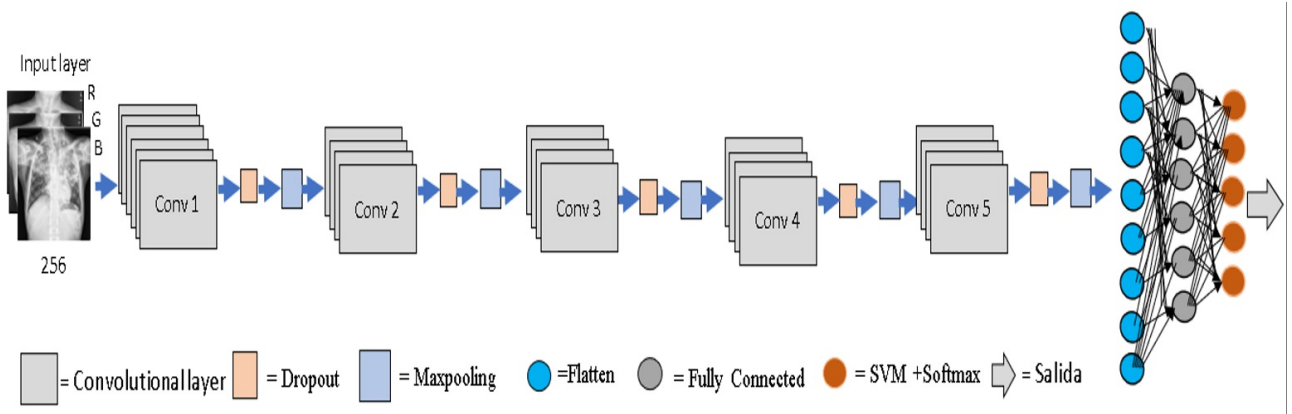 Input layer
R
G
B
256
Conv 1
Conv 2
Conv 3
Conv 4
Conv 5
= Convolutional layer
= Dropout
= Maxpooling
=Flatten
= Fully Connected
= SVM +Softmax
= Salida